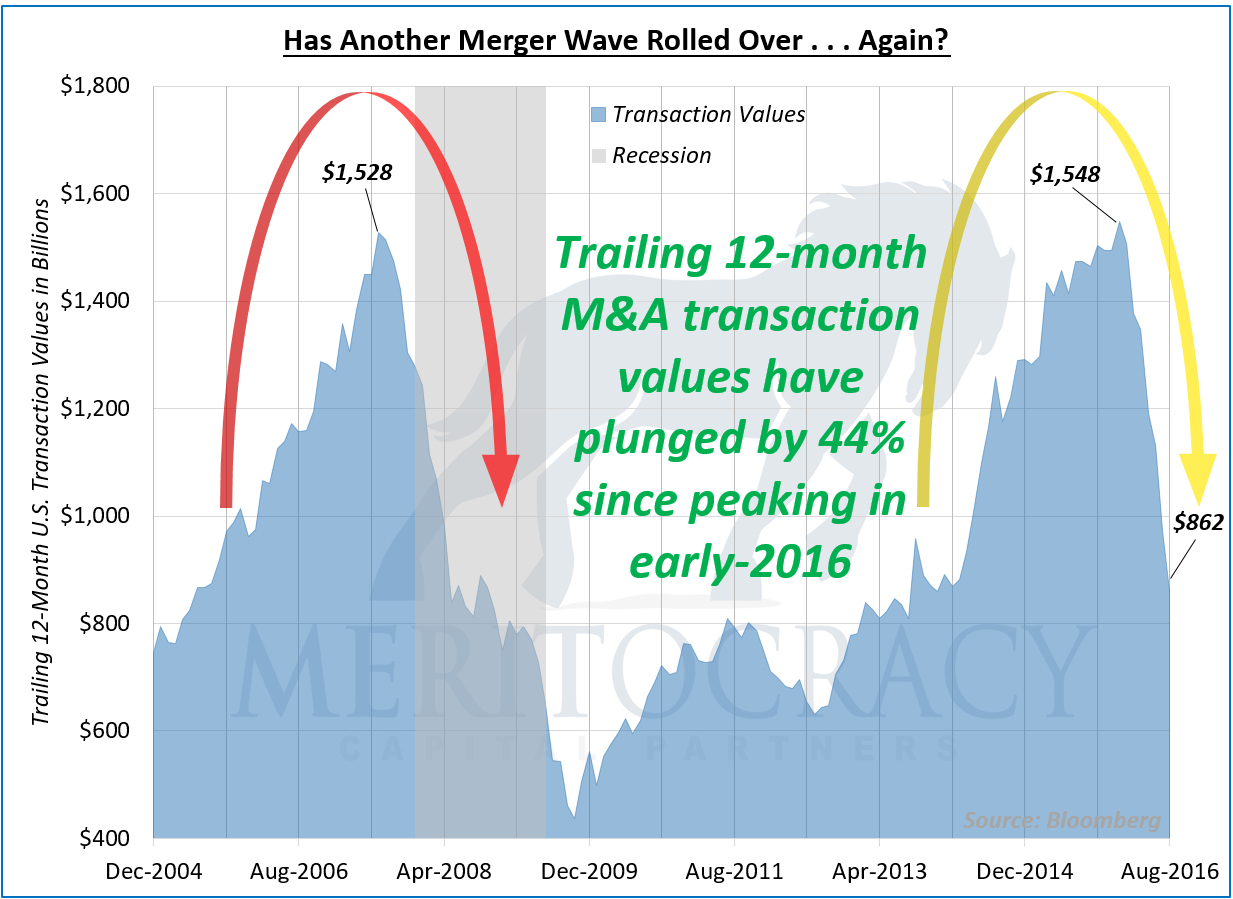 Has Another Merger Wave Rolled Over . . . Again?
$1,800
$1,600
$1,400
$1,200
$1,000
$800
$600
$400
Trailing 12-Month U.S. Transaction Values in Billions
Transaction Values
Recession
$1,528
$1,548
$862
Trailing 12-month
M&A transaction
values have
plunged by 44%
since peaking in
early-2016
MERITOCRACY
CAPITAL PARTNERS
Source: Bloomberg
Dec-2004
Aug-2006
Apr-2008
Dec-2009
Aug-2011
Apr-2013
Dec-2014
Aug-2016